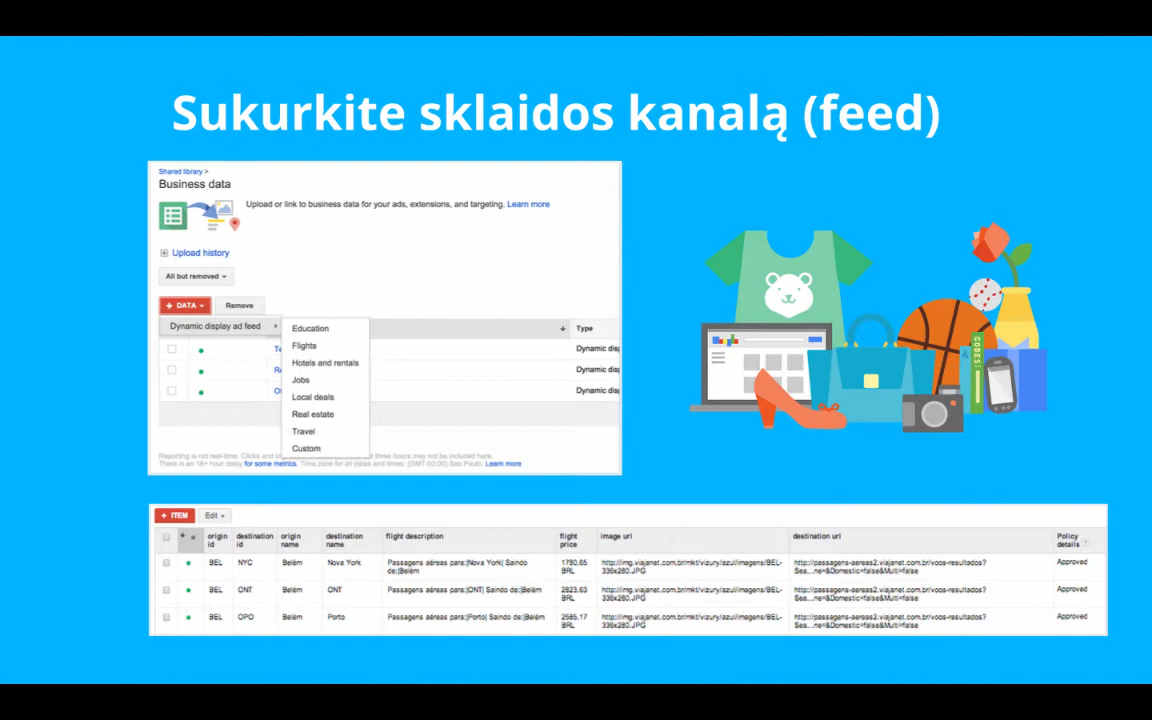 Sukurkite sklaidos kanalą (feed)
Shared library >
Business data
Upload or link to business data for your ads, extensions, and targeting. Learn more
Upload history
All but removed
+ DATA Remove
Dynamic display ad feed
Education
Flights
Hotels and rentals
Jobs
Local deals
Real estate
Travel
Custom
Type
Dynamic
Dynamic
Dynamic
Reporting is not real-time. Clicks and
three hours may not be included here.
There is an 18+ hour delay for some metrics. Time zone for all dates and times: (GMT-03:00) Sao Paulo. Learn more
CODES
+ ITEM Edit
origin id
destination id
origin name
destination name
flight description
flight price
image url
destination url
Policy details ?
BEL NYC Belém Nova York Passagens aéreas para:|Nova York| Saindo de:|Belém 1780.65 BRL http://img.viajanet.com.br/mkt/vizury/azul/imagens/BEL-336x280.JPG http://passagens-aereas2.viajanet.com.br/voos-resultados?Sea...ne=&Domestic=false&Multi=false Approved
BEL ONT Belém ONT Passagens aéreas para:|ONT| Saindo de:|Belém 2823.63 BRL http://img.viajanet.com.br/mkt/vizury/azul/imagens/BEL-336x280.JPG http://passagens-aereas2.viajanet.com.br/voos-resultados?Sea...ne=&Domestic=false&Multi=false Approved
BEL OPO Belém Porto Passagens aéreas para:|Porto| Saindo de:|Belém 2585.17 BRL http://img.viajanet.com.br/mkt/vizury/azul/imagens/BEL-336x280.JPG http://passagens-aereas2.viajanet.com.br/voos-resultados?Sea...ne=&Domestic=false&Multi=false Approved